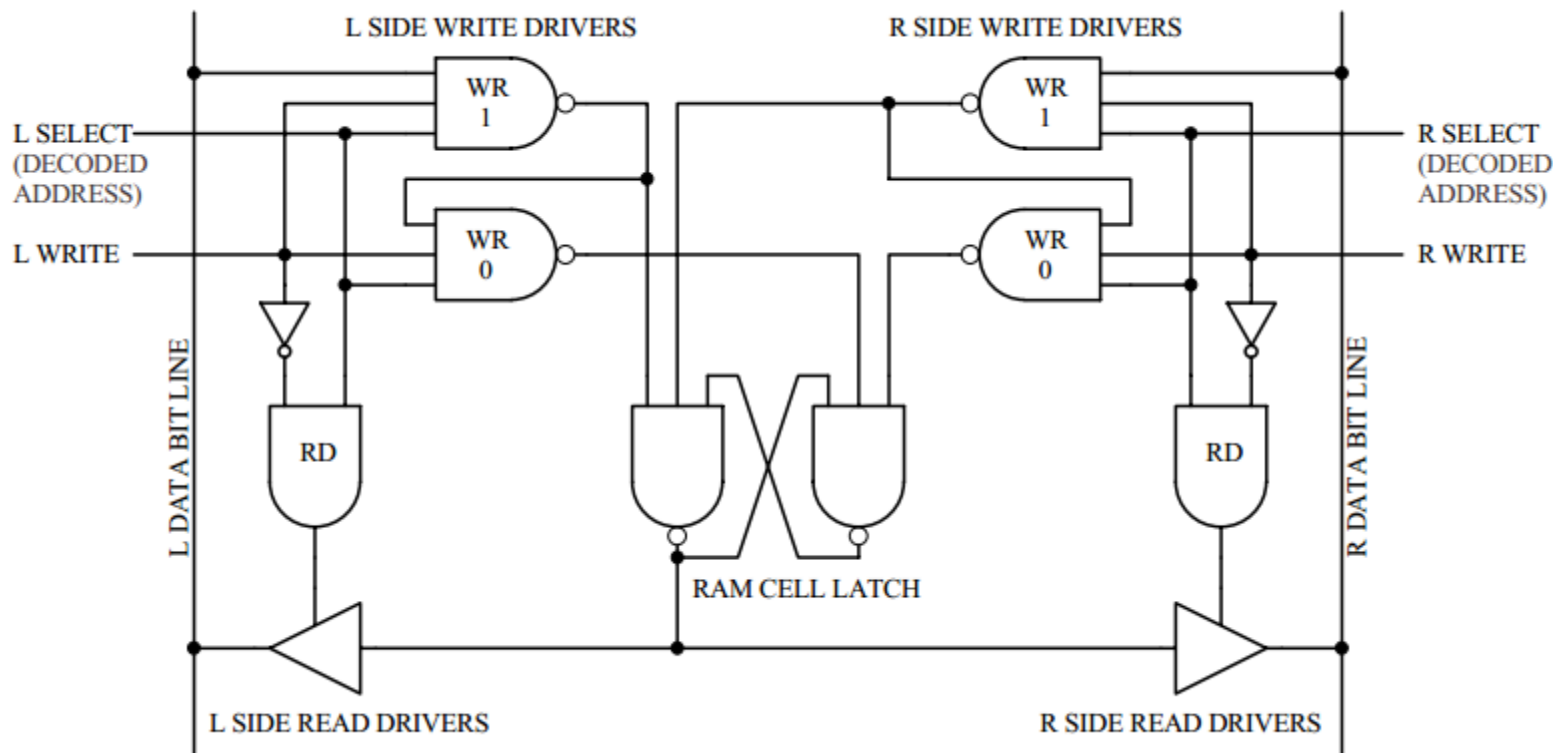 L SIDE WRITE DRIVERS
R SIDE WRITE DRIVERS
WR
1
WR
1
L SELECT
(DECODED
ADDRESS)
R SELECT
(DECODED
ADDRESS)
WR
0
WR
0
L WRITE
R WRITE
L DATA BIT LINE
R DATA BIT LINE
RD
RD
RAM CELL LATCH
L SIDE READ DRIVERS
R SIDE READ DRIVERS